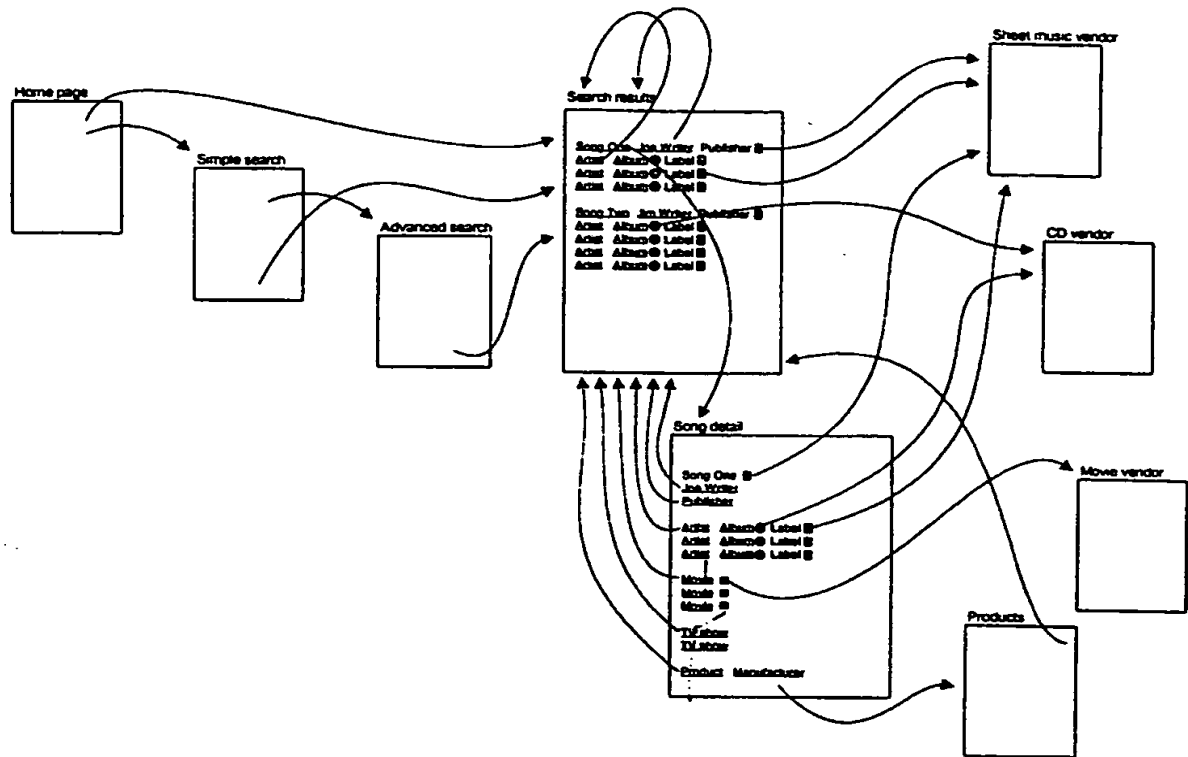 Home page
Simple search
Advanced search
Search results
Song One Joe Writer Publisher
Artist Album Label
Artist Album Label
Artist Album Label
Song Two Jim Writer Publisher
Artist Album Label
Artist Album Label
Artist Album Label
Artist Album Label
Sheet music vendor
CD vendor
Song detail
Song One
Joe Writer
Publisher
Artist Album Label
Artist Album Label
Artist Album Label
Movie
Movie
Movie
TV show
TV show
Product Manufacturer
Movie vendor
Products